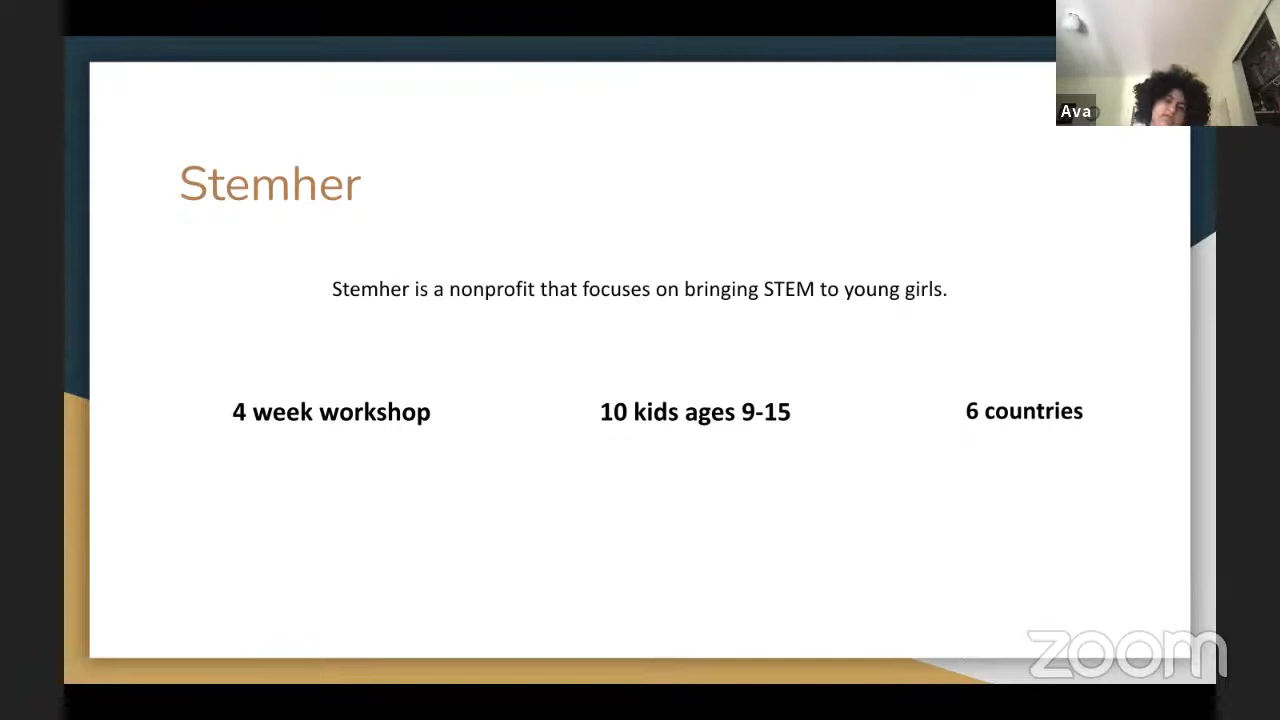 Ava
Stemher
Stemher is a nonprofit that focuses on bringing STEM to young girls.
4 week workshop
10 kids ages 9-15
6 countries
zoom